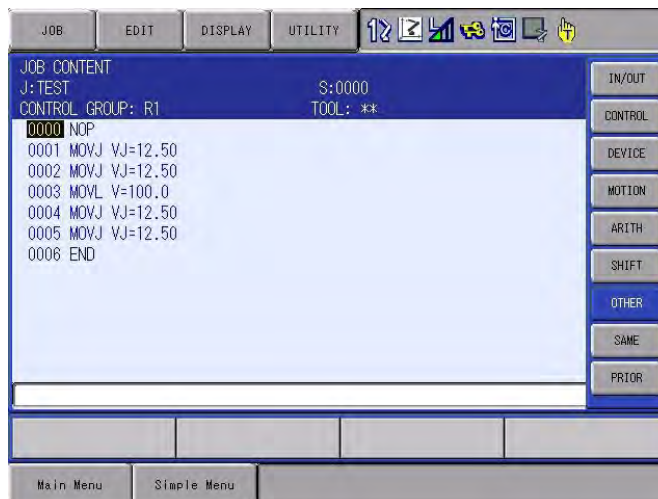 JOB EDIT DISPLAY UTILITY
JOB CONTENT
J:TEST S:0000
CONTROL GROUP: R1 TOOL: **
0000 NOP
0001 MOVJ VJ=12.50
0002 MOVJ VJ=12.50
0003 MOVL V=100.0
0004 MOVJ VJ=12.50
0005 MOVJ VJ=12.50
0006 END
IN/OUT
CONTROL
DEVICE
MOTION
ARITH
SHIFT
OTHER
SAME
PRIOR
Main Menu Simple Menu